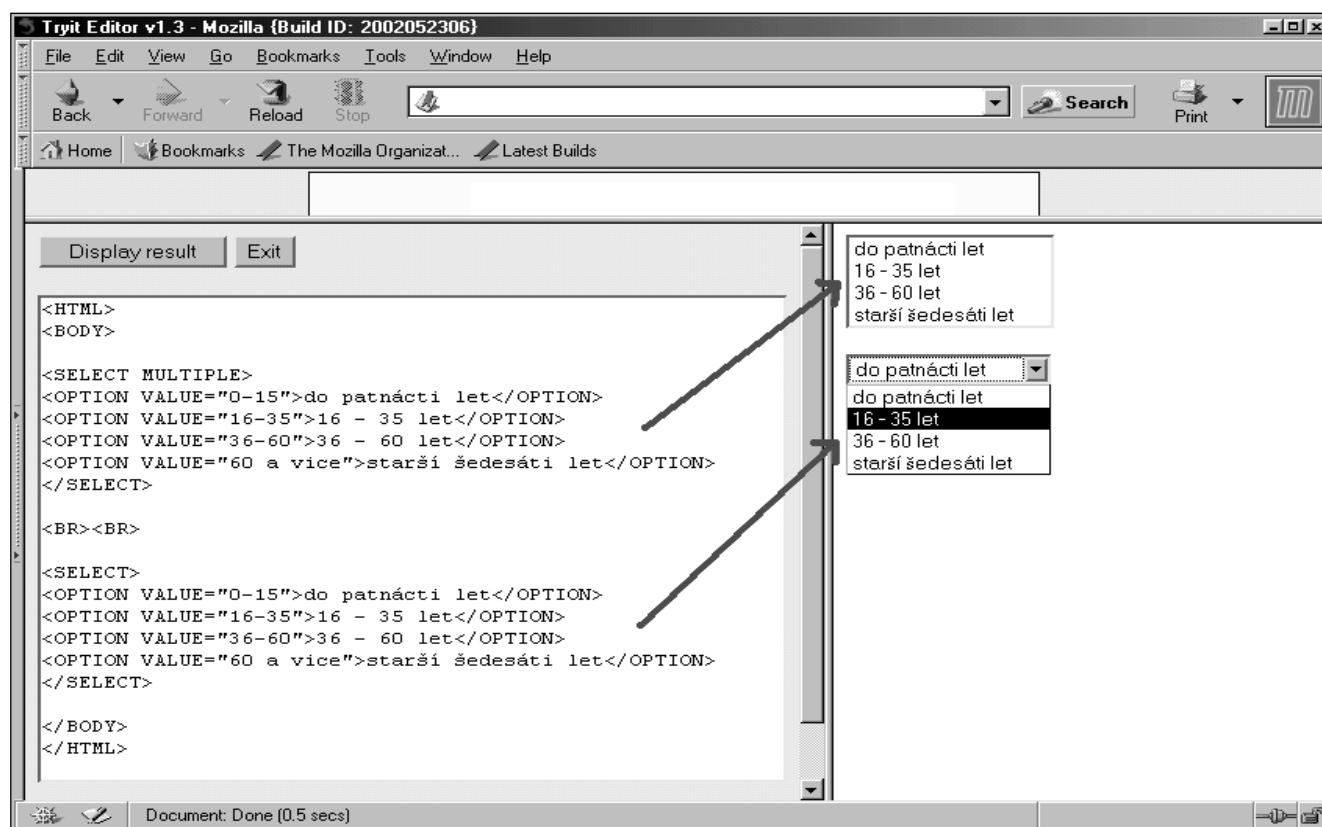 Tryit Editor v1.3 - Mozilla {Build ID: 2002052306}
File Edit View Go Bookmarks Tools Window Help
Back Forward Reload Stop Search Print
Home Bookmarks The Mozilla Organizat... Latest Builds
Display result Exit
<HTML>
<BODY>
<SELECT MULTIPLE>
<OPTION VALUE="0-15">do patnácti let</OPTION>
<OPTION VALUE="16-35">16 - 35 let</OPTION>
<OPTION VALUE="36-60">36 - 60 let</OPTION>
<OPTION VALUE="60 a vice">starší šedesáti let</OPTION>
</SELECT>
<BR><BR>
<SELECT>
<OPTION VALUE="0-15">do patnácti let</OPTION>
<OPTION VALUE="16-35">16 - 35 let</OPTION>
<OPTION VALUE="36-60">36 - 60 let</OPTION>
<OPTION VALUE="60 a vice">starší šedesáti let</OPTION>
</SELECT>
</BODY>
</HTML>
do patnácti let
16 - 35 let
36 - 60 let
starší šedesáti let
do patnácti let
do patnácti let
16 - 35 let
36 - 60 let
starší šedesáti let
Document: Done (0.5 secs)